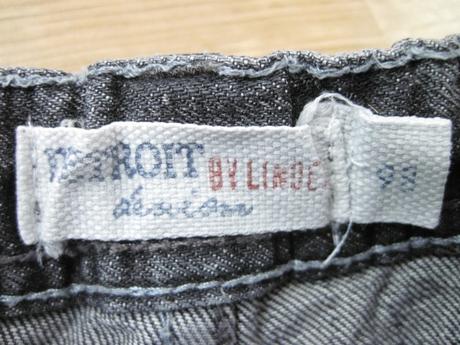 DETROIT BY LINDEX
denim
98